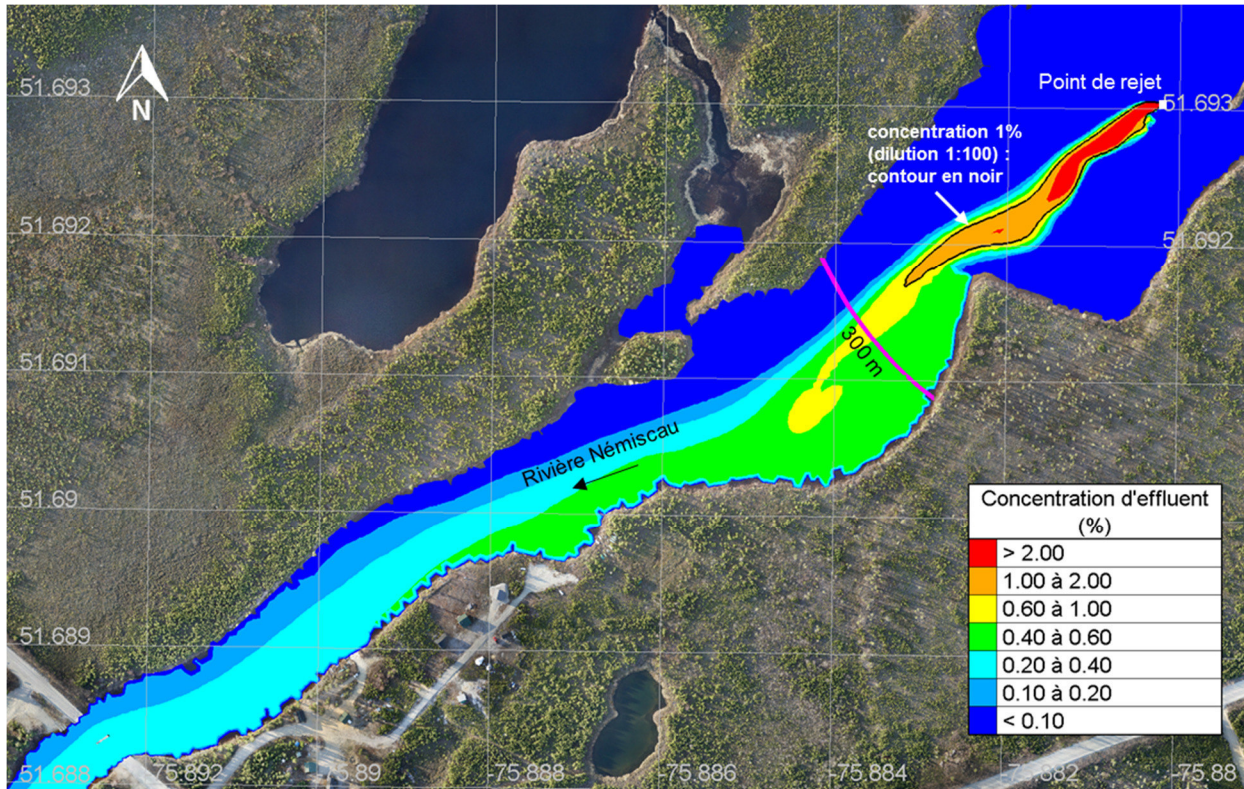 51.693
N
Point de rejet
51.693
concentration 1%
(dilution 1:100) :
contour en noir
51.692
51.692
300 m
51.691
Rivière Némiscau
51.69
Concentration d'effluent
(%)
> 2.00
1.00 à 2.00
0.60 à 1.00
0.40 à 0.60
0.20 à 0.40
0.10 à 0.20
< 0.10
51.689
51.688
-75.892
-75.89
-75.888
-75.886
-75.884
-75.882
-75.88